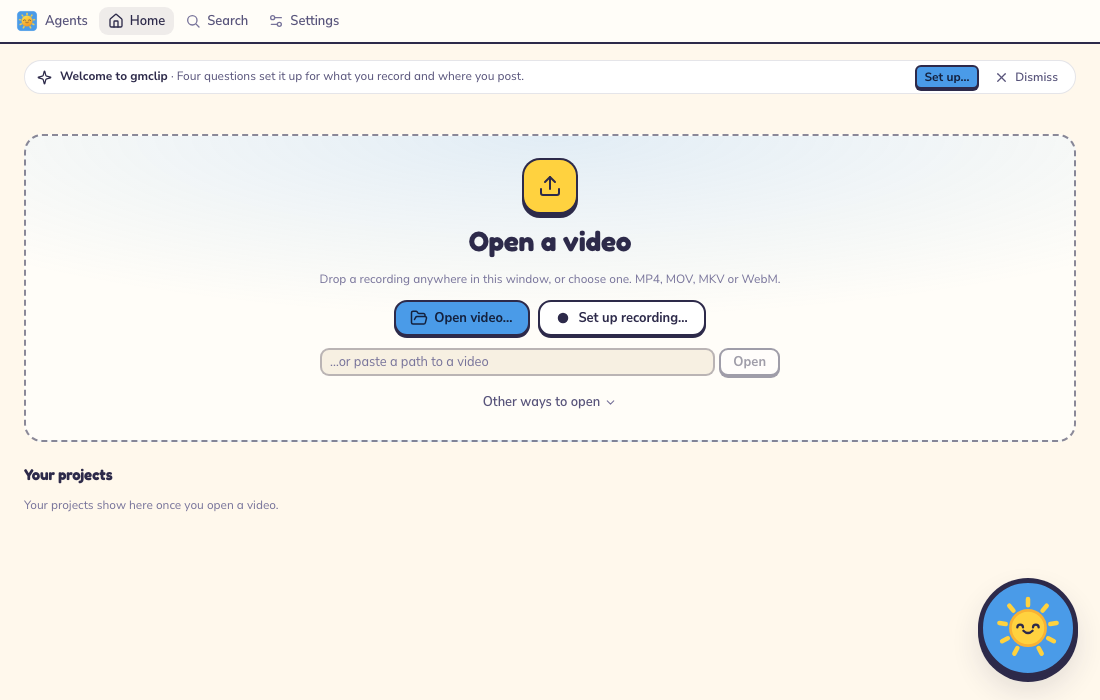 Agents Home Search Settings
Welcome to gmclip · Four questions set it up for what you record and where you post. Set up... Dismiss
Open a video
Drop a recording anywhere in this window, or choose one. MP4, MOV, MKV or WebM.
Open video... Set up recording...
...or paste a path to a video Open
Other ways to open
Your projects
Your projects show here once you open a video.